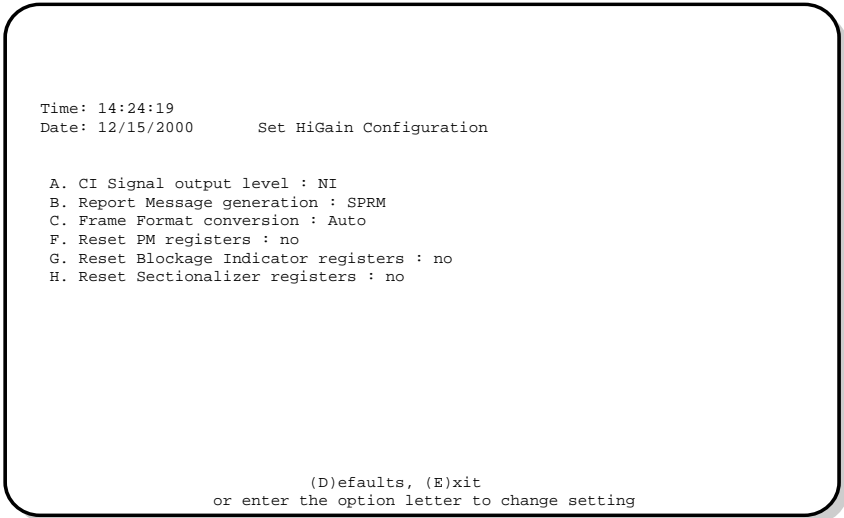 Time: 14:24:19
Date: 12/15/2000 Set HiGain Configuration
A. CI Signal output level : NI
B. Report Message generation : SPRM
C. Frame Format conversion : Auto
F. Reset PM registers : no
G. Reset Blockage Indicator registers : no
H. Reset Sectionalizer registers : no
(D)efaults, (E)xit
or enter the option letter to change setting